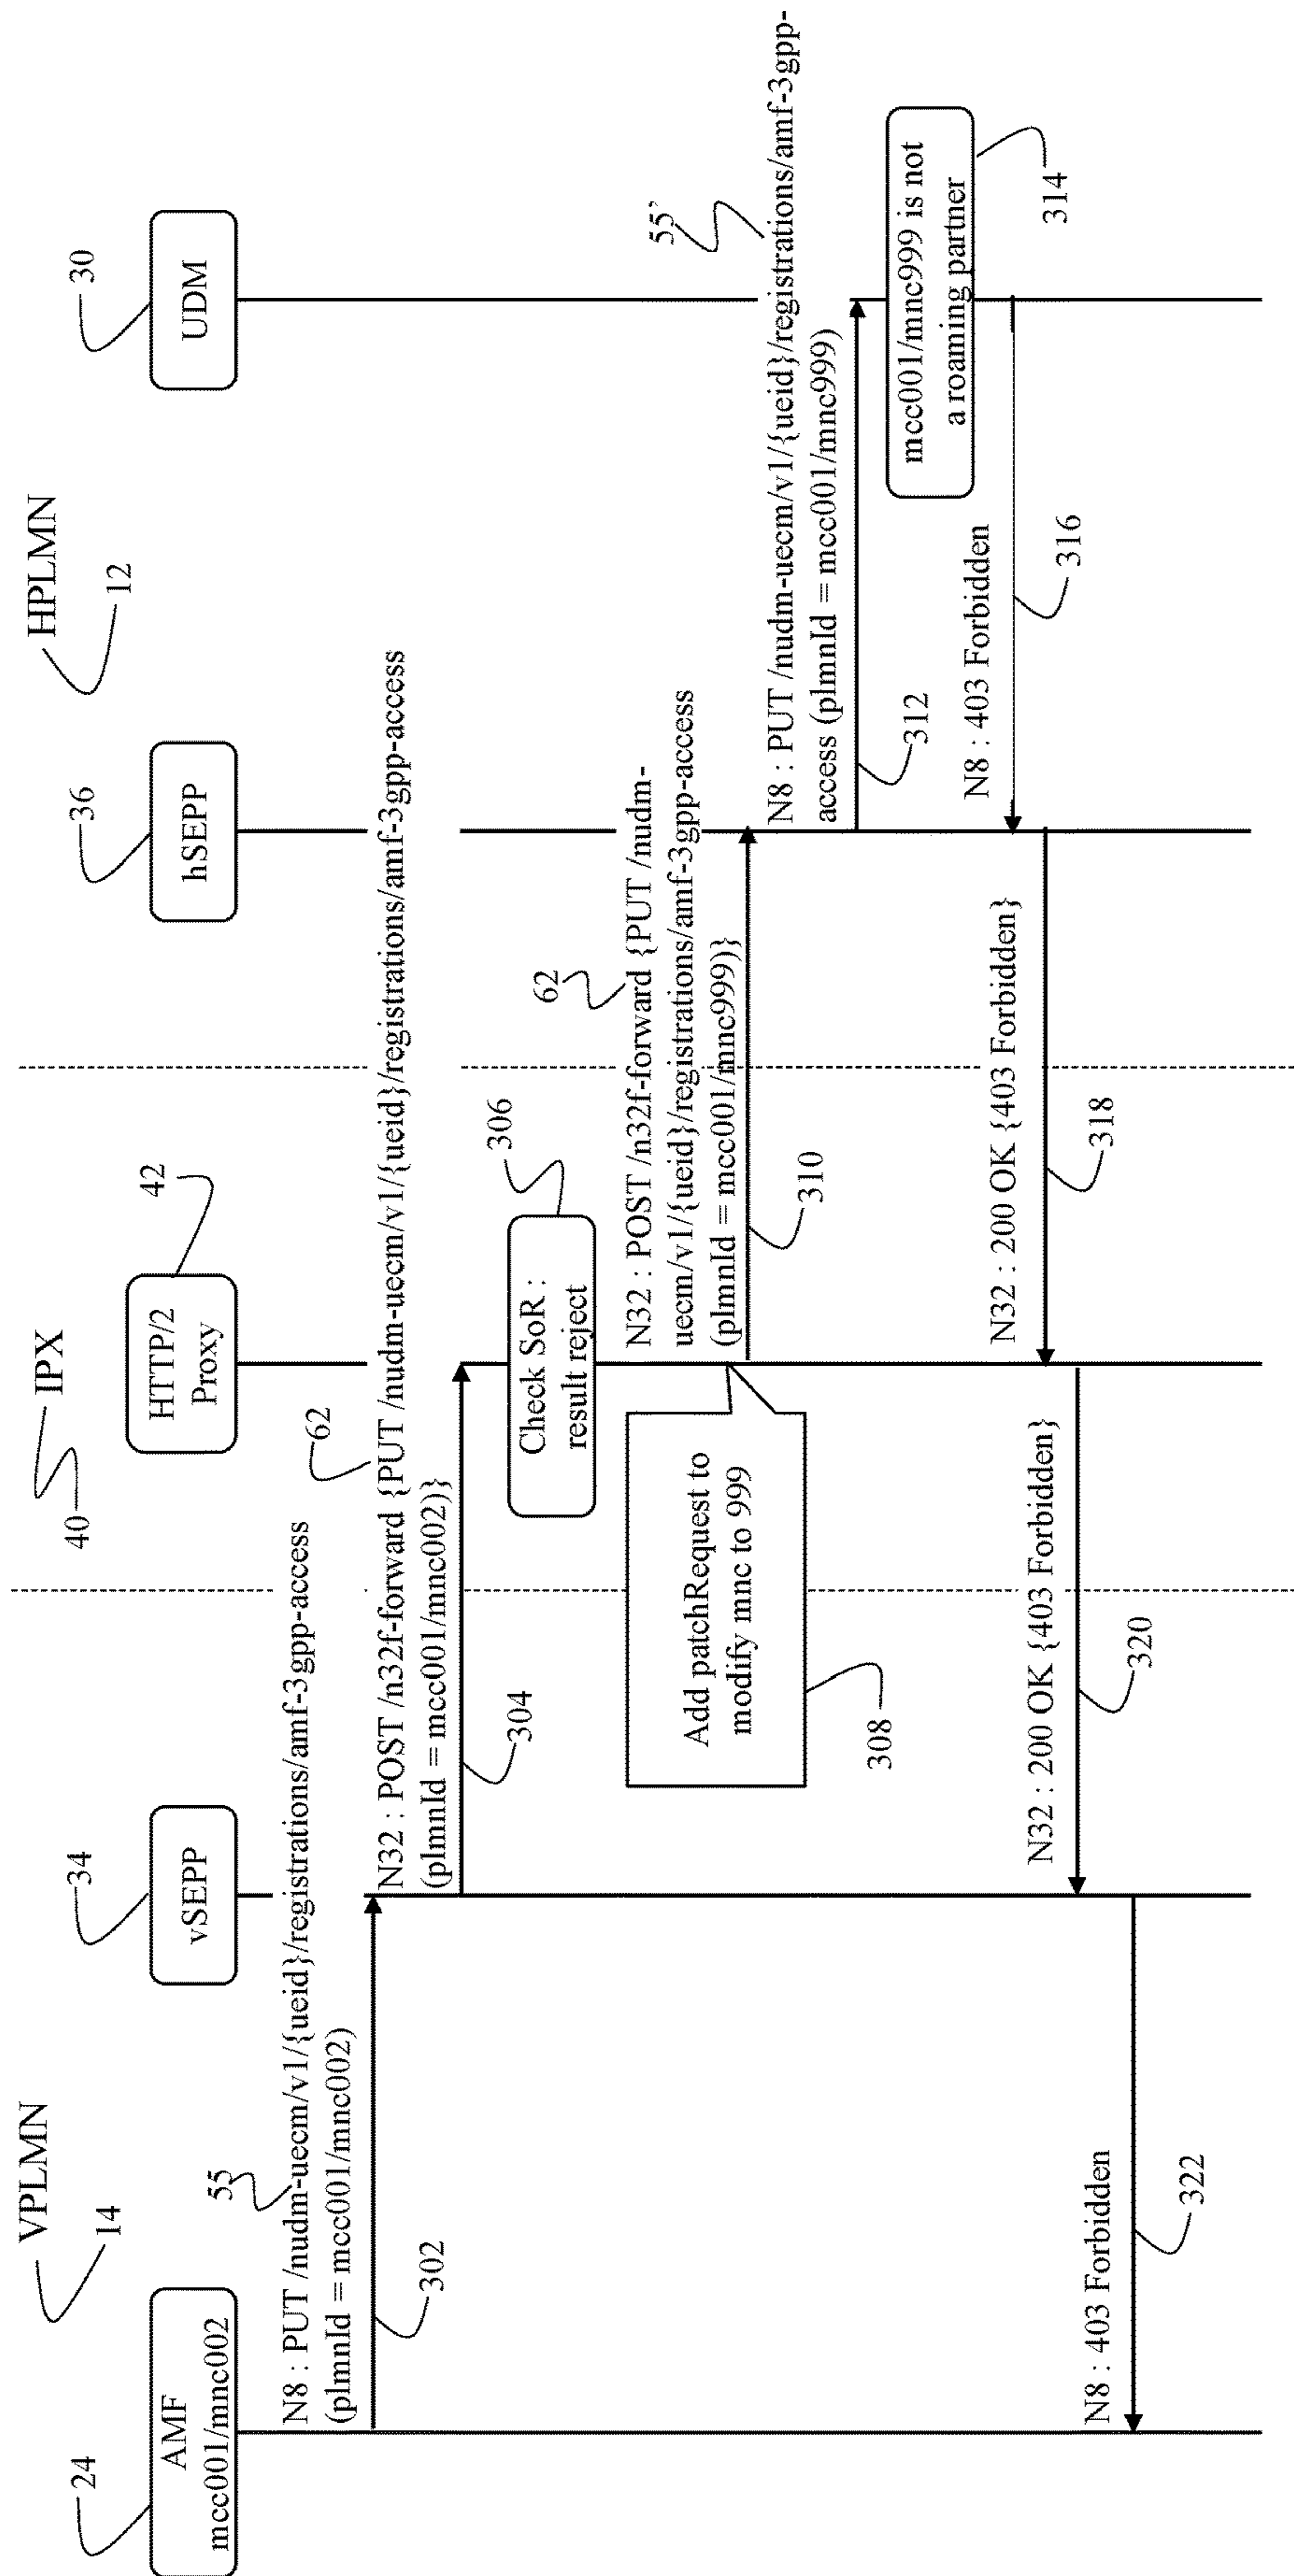 VPLMN
14
IPX
40
HPLMN
12
24
AMF
mcc001/mnc002
34
vSEPP
42
HTTP/2
Proxy
36
hSEPP
30
UDM
55
N8 : PUT /nudm-uecm/v1/{ueid}/registrations/amf-3gpp-access
(plmnId = mcc001/mnc002)
302
62
N32 : POST /n32f-forward {PUT /nudm-uecm/v1/{ueid}/registrations/amf-3gpp-access
(plmnId = mcc001/mnc002)}
304
306
Check SoR :
result reject
Add patchRequest to
modify mnc to 999
308
62
N32 : POST /n32f-forward {PUT /nudm-
uecm/v1/{ueid}/registrations/amf-3gpp-access
(plmnId = mcc001/mnc999)}
310
55'
N8 : PUT /nudm-uecm/v1/{ueid}/registrations/amf-3gpp-
access (plmnId = mcc001/mnc999)
312
mcc001/mnc999 is not
a roaming partner
314
N8 : 403 Forbidden
316
N32 : 200 OK {403 Forbidden}
318
N32 : 200 OK {403 Forbidden}
320
N8 : 403 Forbidden
322